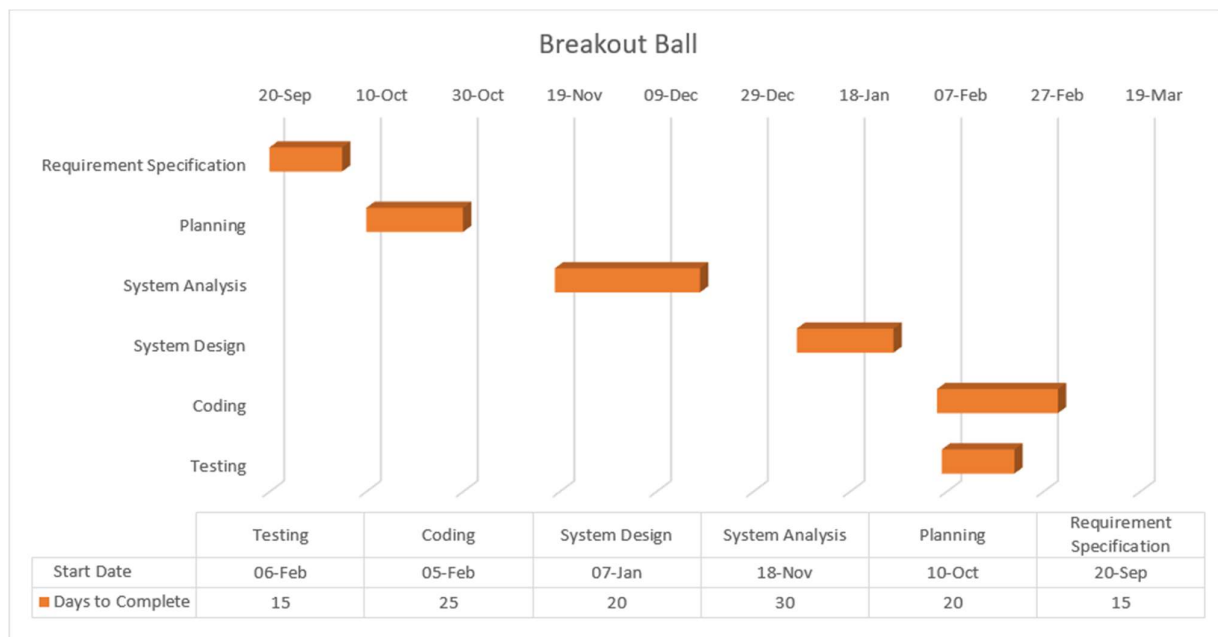 Breakout Ball
20-Sep 10-Oct 30-Oct 19-Nov 09-Dec 29-Dec 18-Jan 07-Feb 27-Feb 19-Mar
Requirement Specification
Planning
System Analysis
System Design
Coding
Testing
Testing Coding System Design System Analysis Planning Requirement Specification
Start Date 06-Feb 05-Feb 07-Jan 18-Nov 10-Oct 20-Sep
Days to Complete 15 25 20 30 20 15